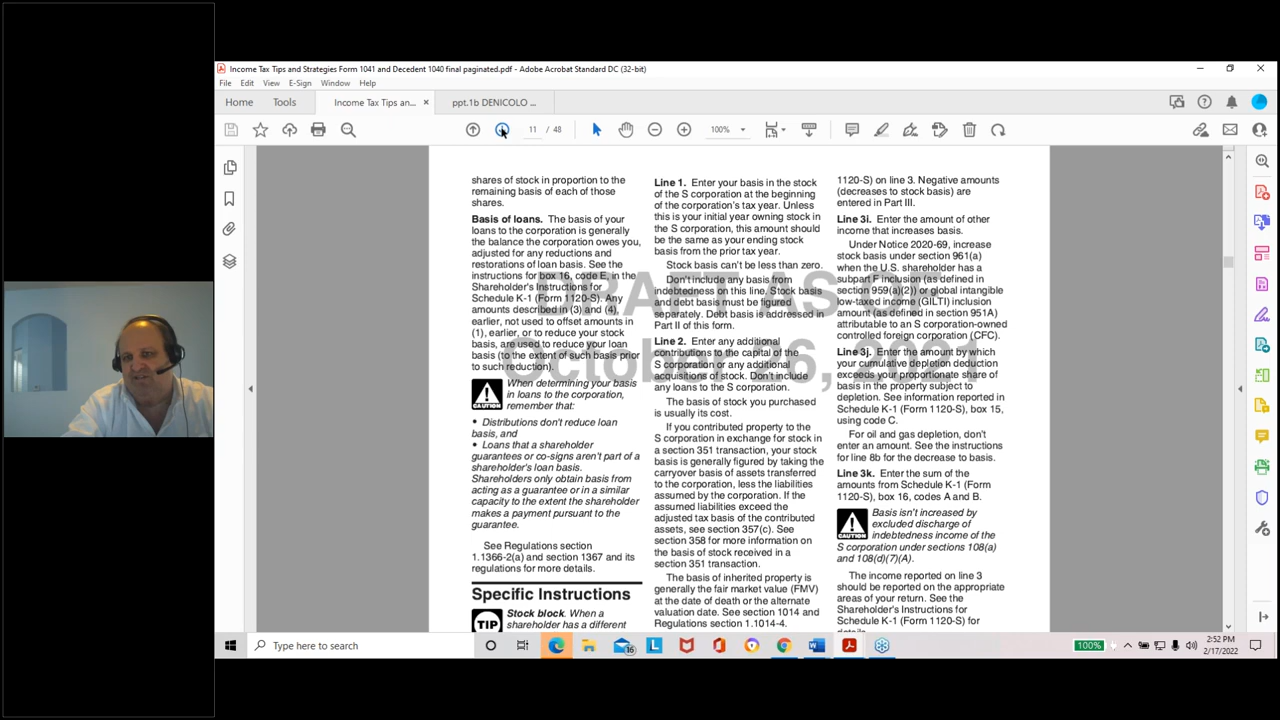 Income Tax Tips and Strategies Form 1041 and Decedent 1040 final paginated.pdf - Adobe Acrobat Standard DC (32-bit)
File Edit View E-Sign Window Help
Home Tools Income Tax Tips an... × ppt.1b DENICOLO ...
11 / 48 100%
shares of stock in proportion to the
remaining basis of each of those
shares.
Basis of loans. The basis of your
loans to the corporation is generally
the balance the corporation owes you,
adjusted for any reductions and
restorations of loan basis. See the
instructions for box 16, code E, in the
Shareholder's Instructions for
Schedule K-1 (Form 1120-S). Any
amounts described in (3) and (4),
earlier, not used to offset amounts in
(1), earlier, or to reduce your stock
basis, are used to reduce your loan
basis (to the extent of such basis prior
to such reduction).
CAUTION
When determining your basis
in loans to the corporation,
remember that:
• Distributions don't reduce loan
basis, and
• Loans that a shareholder
guarantees or co-signs aren't part of a
shareholder's loan basis.
Shareholders only obtain basis from
acting as a guarantee or in a similar
capacity to the extent the shareholder
makes a payment pursuant to the
guarantee.
See Regulations section
1.1366-2(a) and section 1367 and its
regulations for more details.
Specific Instructions
TIP
Stock block. When a
shareholder has a different
Line 1. Enter your basis in the stock
of the S corporation at the beginning
of the corporation's tax year. Unless
this is your initial year owning stock in
the S corporation, this amount should
be the same as your ending stock
basis from the prior tax year.
Stock basis can't be less than zero.
Don't include any basis from
indebtedness on this line. Stock basis
and debt basis must be figured
separately. Debt basis is addressed in
Part II of this form.
Line 2. Enter any additional
contribution to the capital of the
S corporation or any additional
acquisitions of stock. Don't include
any loans to the S corporation.
The basis of stock you purchased
is usually its cost.
If you contributed property to the
S corporation in exchange for stock in
a section 351 transaction, your stock
basis is generally figured by taking the
carryover basis of assets transferred
to the corporation, less the liabilities
assumed by the corporation. If the
assumed liabilities exceed the
adjusted tax basis of the contributed
assets, see section 357(c). See
section 358 for more information on
the basis of stock received in a
section 351 transaction.
The basis of inherited property is
generally the fair market value (FMV)
at the date of death or the alternate
valuation date. See section 1014 and
Regulations section 1.1014-4.
1120-S) on line 3. Negative amounts
(decreases to stock basis) are
entered in Part III.
Line 3i. Enter the amount of other
income that increases basis.
Under Notice 2020-69, increase
stock basis under section 961(a)
when the U.S. shareholder has a
subpart F inclusion (as defined in
section 959(a)(2)) or global intangible
low-taxed income (GILTI) inclusion
amount (as defined in section 951A)
attributable to an S corporation-owned
controlled foreign corporation (CFC).
Line 3j. Enter the amount by which
your cumulative depletion deduction
exceeds your proportionate share of
basis in the property subject to
depletion. See information reported in
Schedule K-1 (Form 1120-S), box 15,
using code C.
For oil and gas depletion, don't
enter an amount. See the instructions
for line 8b for the decrease to basis.
Line 3k. Enter the sum of the
amounts from Schedule K-1 (Form
1120-S), box 16, codes A and B.
CAUTION
Basis isn't increased by
excluded discharge of
indebtedness income of the
S corporation under sections 108(a)
and 108(d)(7)(A).
The income reported on line 3
should be reported on the appropriate
areas of your return. See the
Shareholder's Instructions for
Schedule K-1 (Form 1120-S) for
details.
DRAFT AS OF
October 26, 2021
Type here to search
16
100%
2:52 PM
2/17/2022